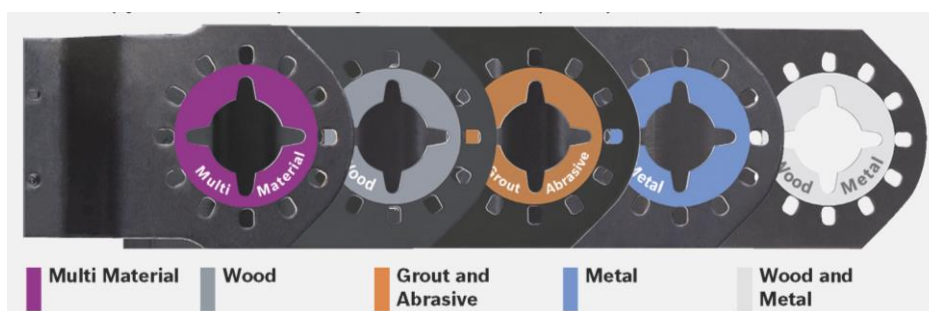 Multi Material
Wood
Grout Abrasive
Metal
Wood Metal
Multi Material
Wood
Grout and
Abrasive
Metal
Wood and
Metal